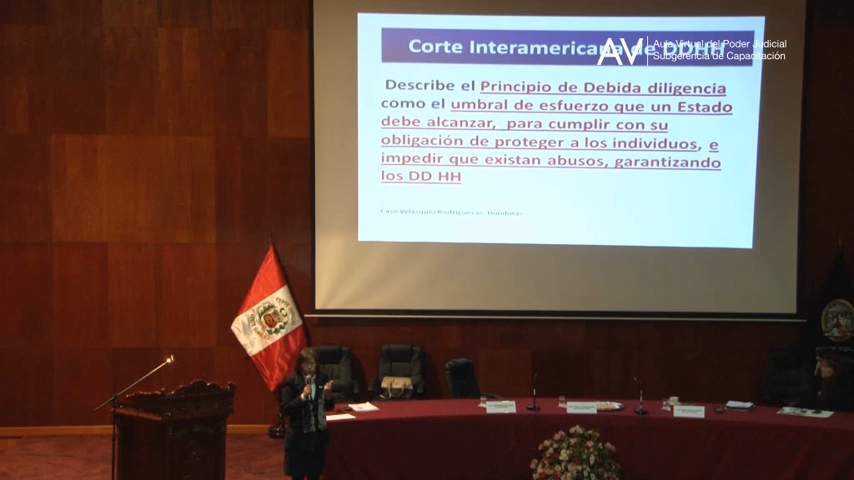 Corte Interamericana de DDHH
AV
Aula Virtual del Poder Judicial
Subgerencia de Capacitación
Describe el Principio de Debida diligencia
como el umbral de esfuerzo que un Estado
debe alcanzar, para cumplir con su
obligación de proteger a los individuos, e
impedir que existan abusos, garantizando
los DD HH
Caso Velásquez Rodríguez vs. Honduras